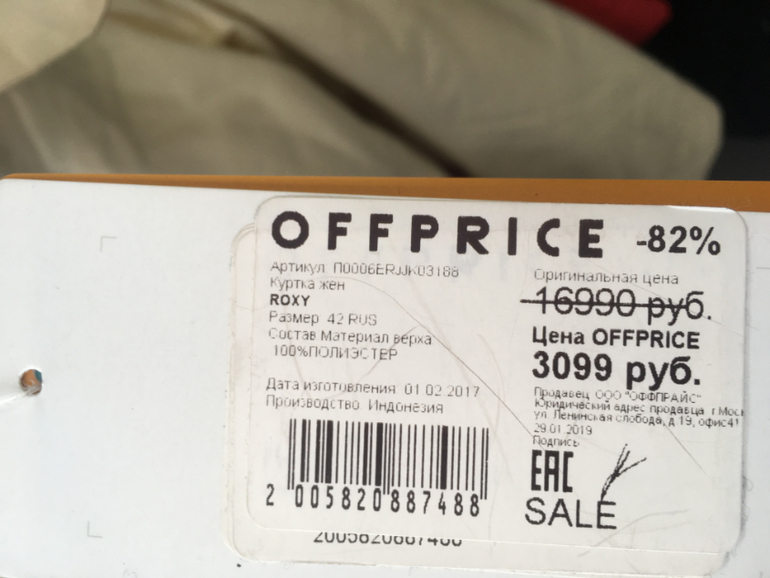 OFFPRICE -82%
Артикул П0006ERJJK03188
Куртка жен
ROXY
Размер 42 RUS
Состав Материал верха
100%ПОЛИЭСТЕР
Дата изготовления 01 02 2017
Производство Индонезия
2 005820 887488
Оригинальная цена
16990 руб.
Цена OFFPRICE
3099 руб.
Продавец ООО "ОФФПРАЙС"
Юридический адрес продавца г.Моск
ул Ленинская слобода, д 19, офис41
29.01.2019
Подпись
EAC
SALE